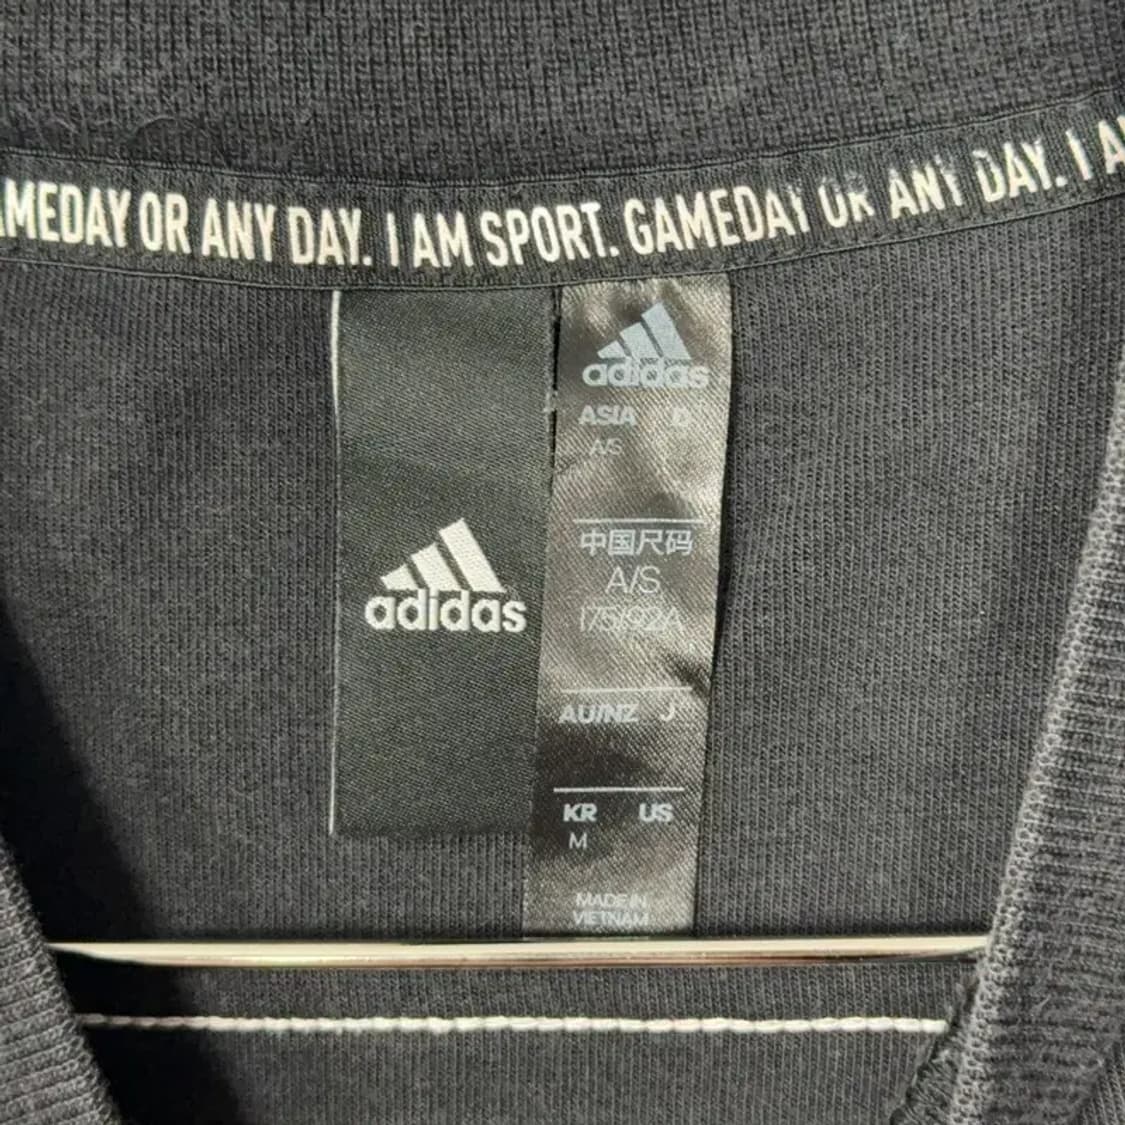 AMEDAY OR ANY DAY. I AM SPORT. GAMEDAY OR ANY DAY. I AM
adidas
adidas
ASIA D
A/S
中国尺码
A/S
175/92A
AU/NZ J
KR US
M
MADE IN
VIETNAM